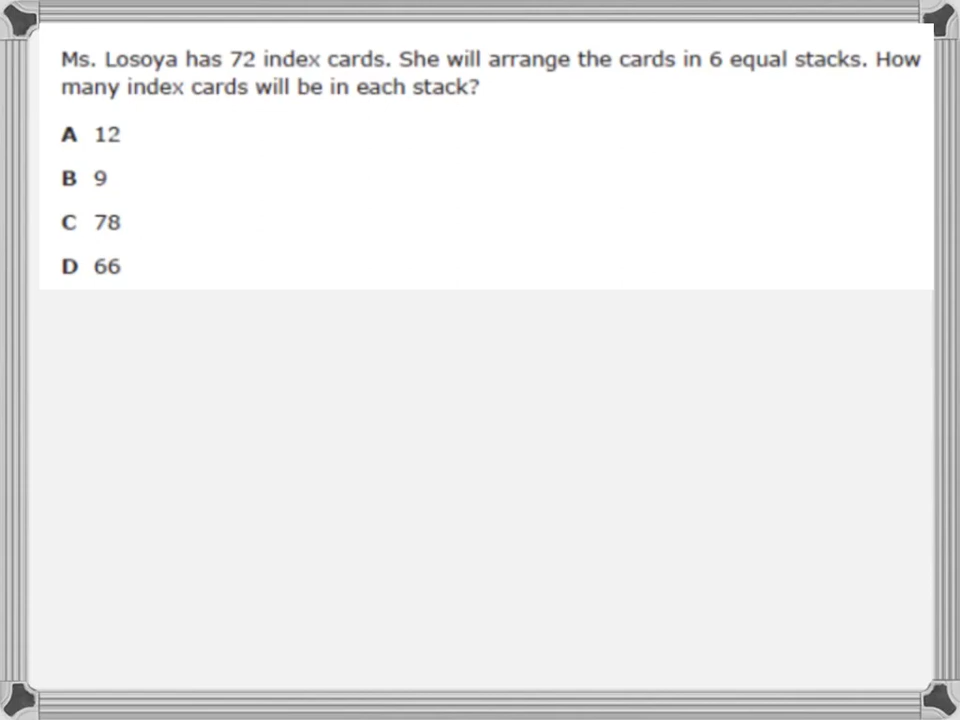 Ms. Losoya has 72 index cards. She will arrange the cards in 6 equal stacks. How
many index cards will be in each stack?
A 12
B 9
C 78
D 66